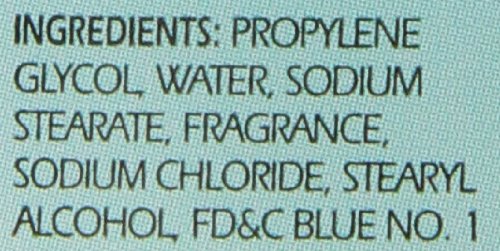 INGREDIENTS: PROPYLENE
GLYCOL, WATER, SODIUM
STEARATE, FRAGRANCE,
SODIUM CHLORIDE, STEARYL
ALCOHOL, FD&C BLUE NO. 1